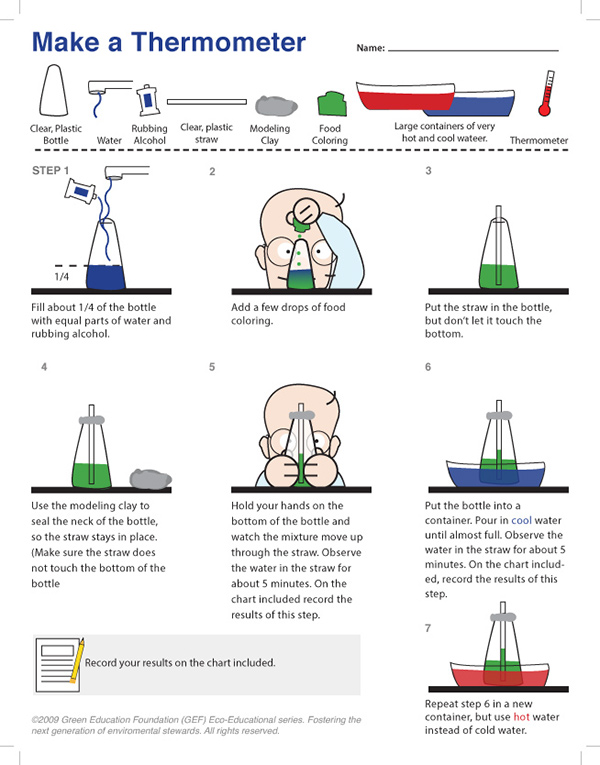 Make a Thermometer
Name:
Clear, Plastic
Bottle
Water
Rubbing
Alcohol
Clear, plastic
straw
Modeling
Clay
Food
Coloring
Large containers of very
hot and cool wateer.
Thermometer
STEP 1
1/4
Fill about 1/4 of the bottle
with equal parts of water and
rubbing alcohol.
2
Add a few drops of food
coloring.
3
Put the straw in the bottle,
but don't let it touch the
bottom.
4
Use the modeling clay to
seal the neck of the bottle,
so the straw stays in place.
(Make sure the straw does
not touch the bottom of the
bottle
5
Hold your hands on the
bottom of the bottle and
watch the mixture move up
through the straw. Observe
the water in the straw for
about 5 minutes. On the
chart included record the
results of this step.
6
Put the bottle into a
container. Pour in cool water
until almost full. Observe the
water in the straw for about 5
minutes. On the chart includ-
ed, record the results of this
step.
7
Repeat step 6 in a new
container, but use hot water
instead of cold water.
Record your results on the chart included.
©2009 Green Education Foundation (GEF) Eco-Educational series. Fostering the
next generation of enviromental stewards. All rights reserved.